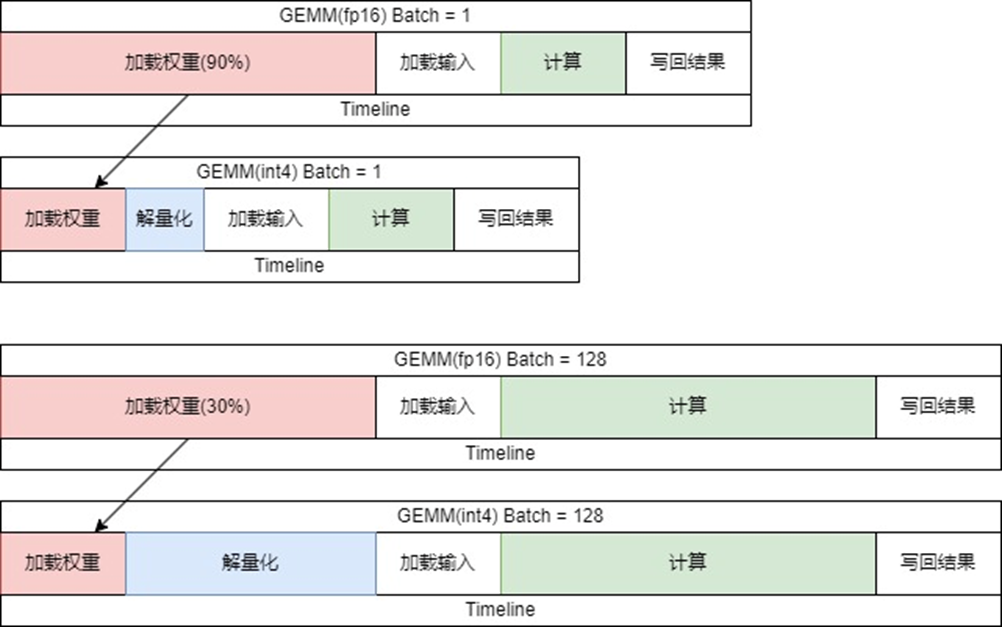 GEMM(fp16) Batch = 1
加载权重(90%) 加载输入 计算 写回结果
Timeline
GEMM(int4) Batch = 1
加载权重 解量化 加载输入 计算 写回结果
Timeline
GEMM(fp16) Batch = 128
加载权重(30%) 加载输入 计算 写回结果
Timeline
GEMM(int4) Batch = 128
加载权重 解量化 加载输入 计算 写回结果
Timeline